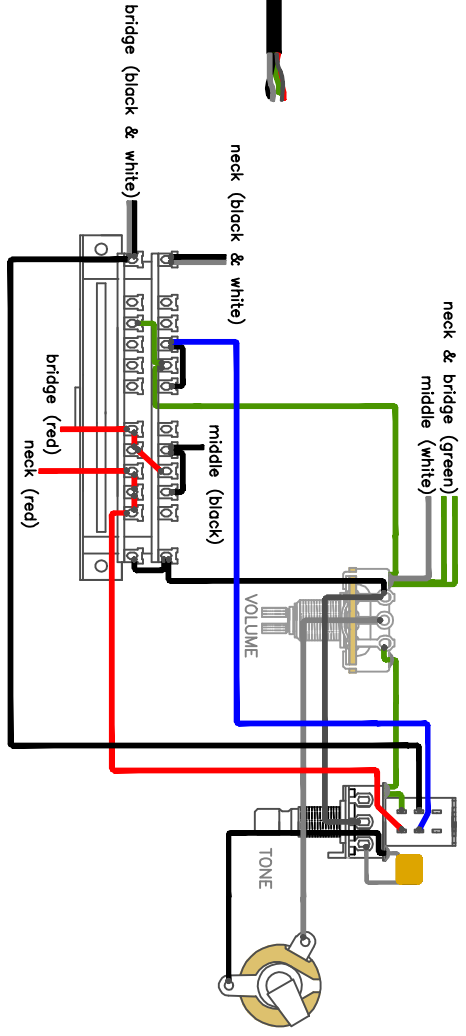 bridge (black & white)
neck (black & white)
neck & bridge (green)
middle (white)
bridge (red)
neck (red)
middle (black)
VOLUME
TONE